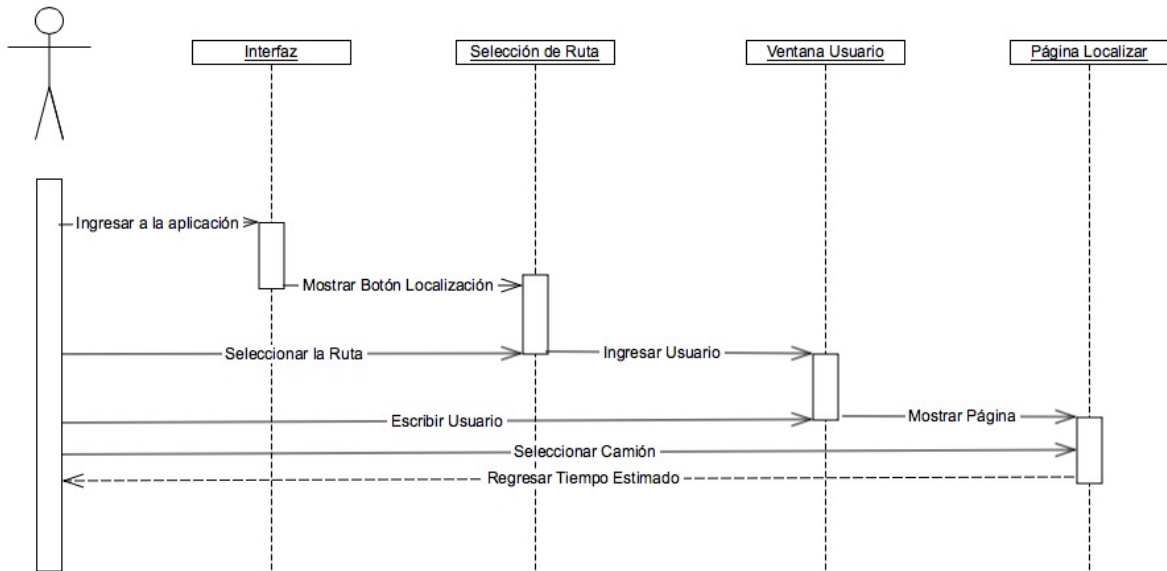 Interfaz
Selección de Ruta
Ventana Usuario
Página Localizar
Ingresar a la aplicación
Mostrar Botón Localización
Seleccionar la Ruta
Ingresar Usuario
Escribir Usuario
Mostrar Página
Seleccionar Camión
Regresar Tiempo Estimado